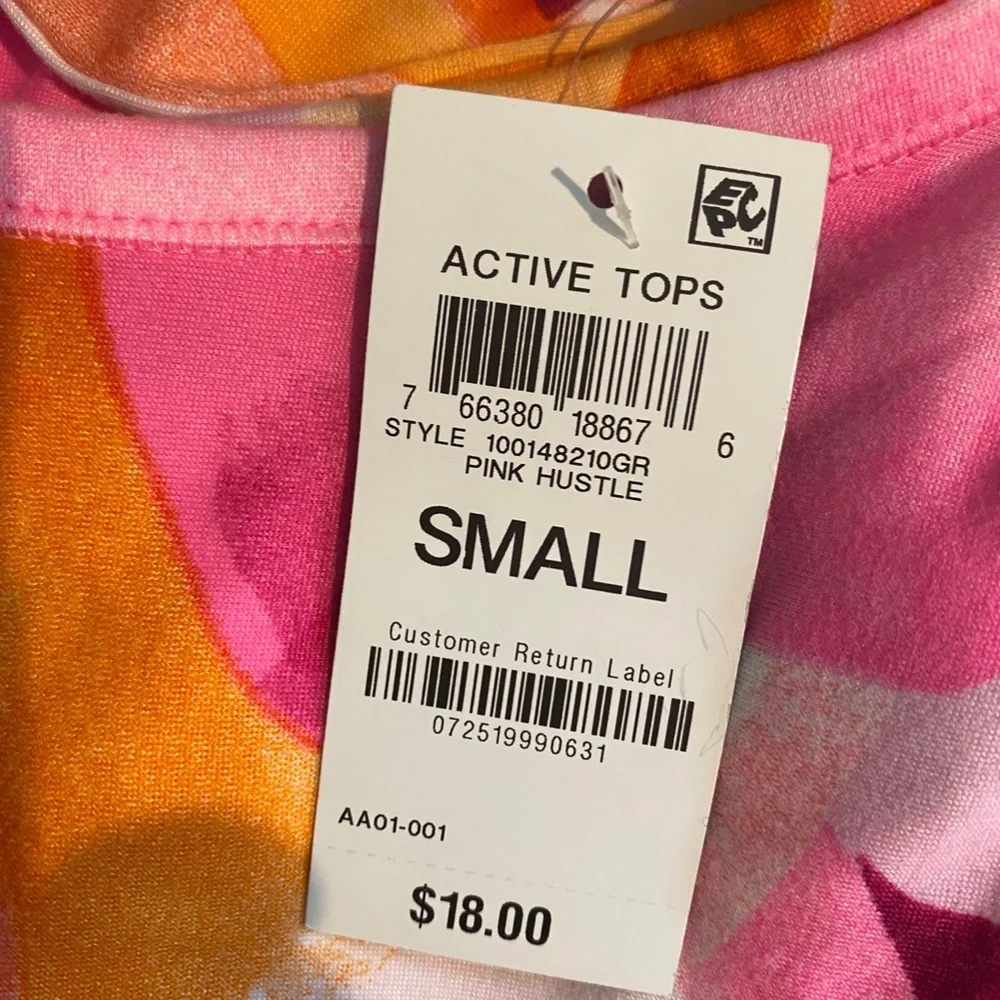 EPC
TM
ACTIVE TOPS
7 66380 18867 6
STYLE 100148210GR
PINK HUSTLE
SMALL
Customer Return Label
072519990631
AA01-001
$18.00